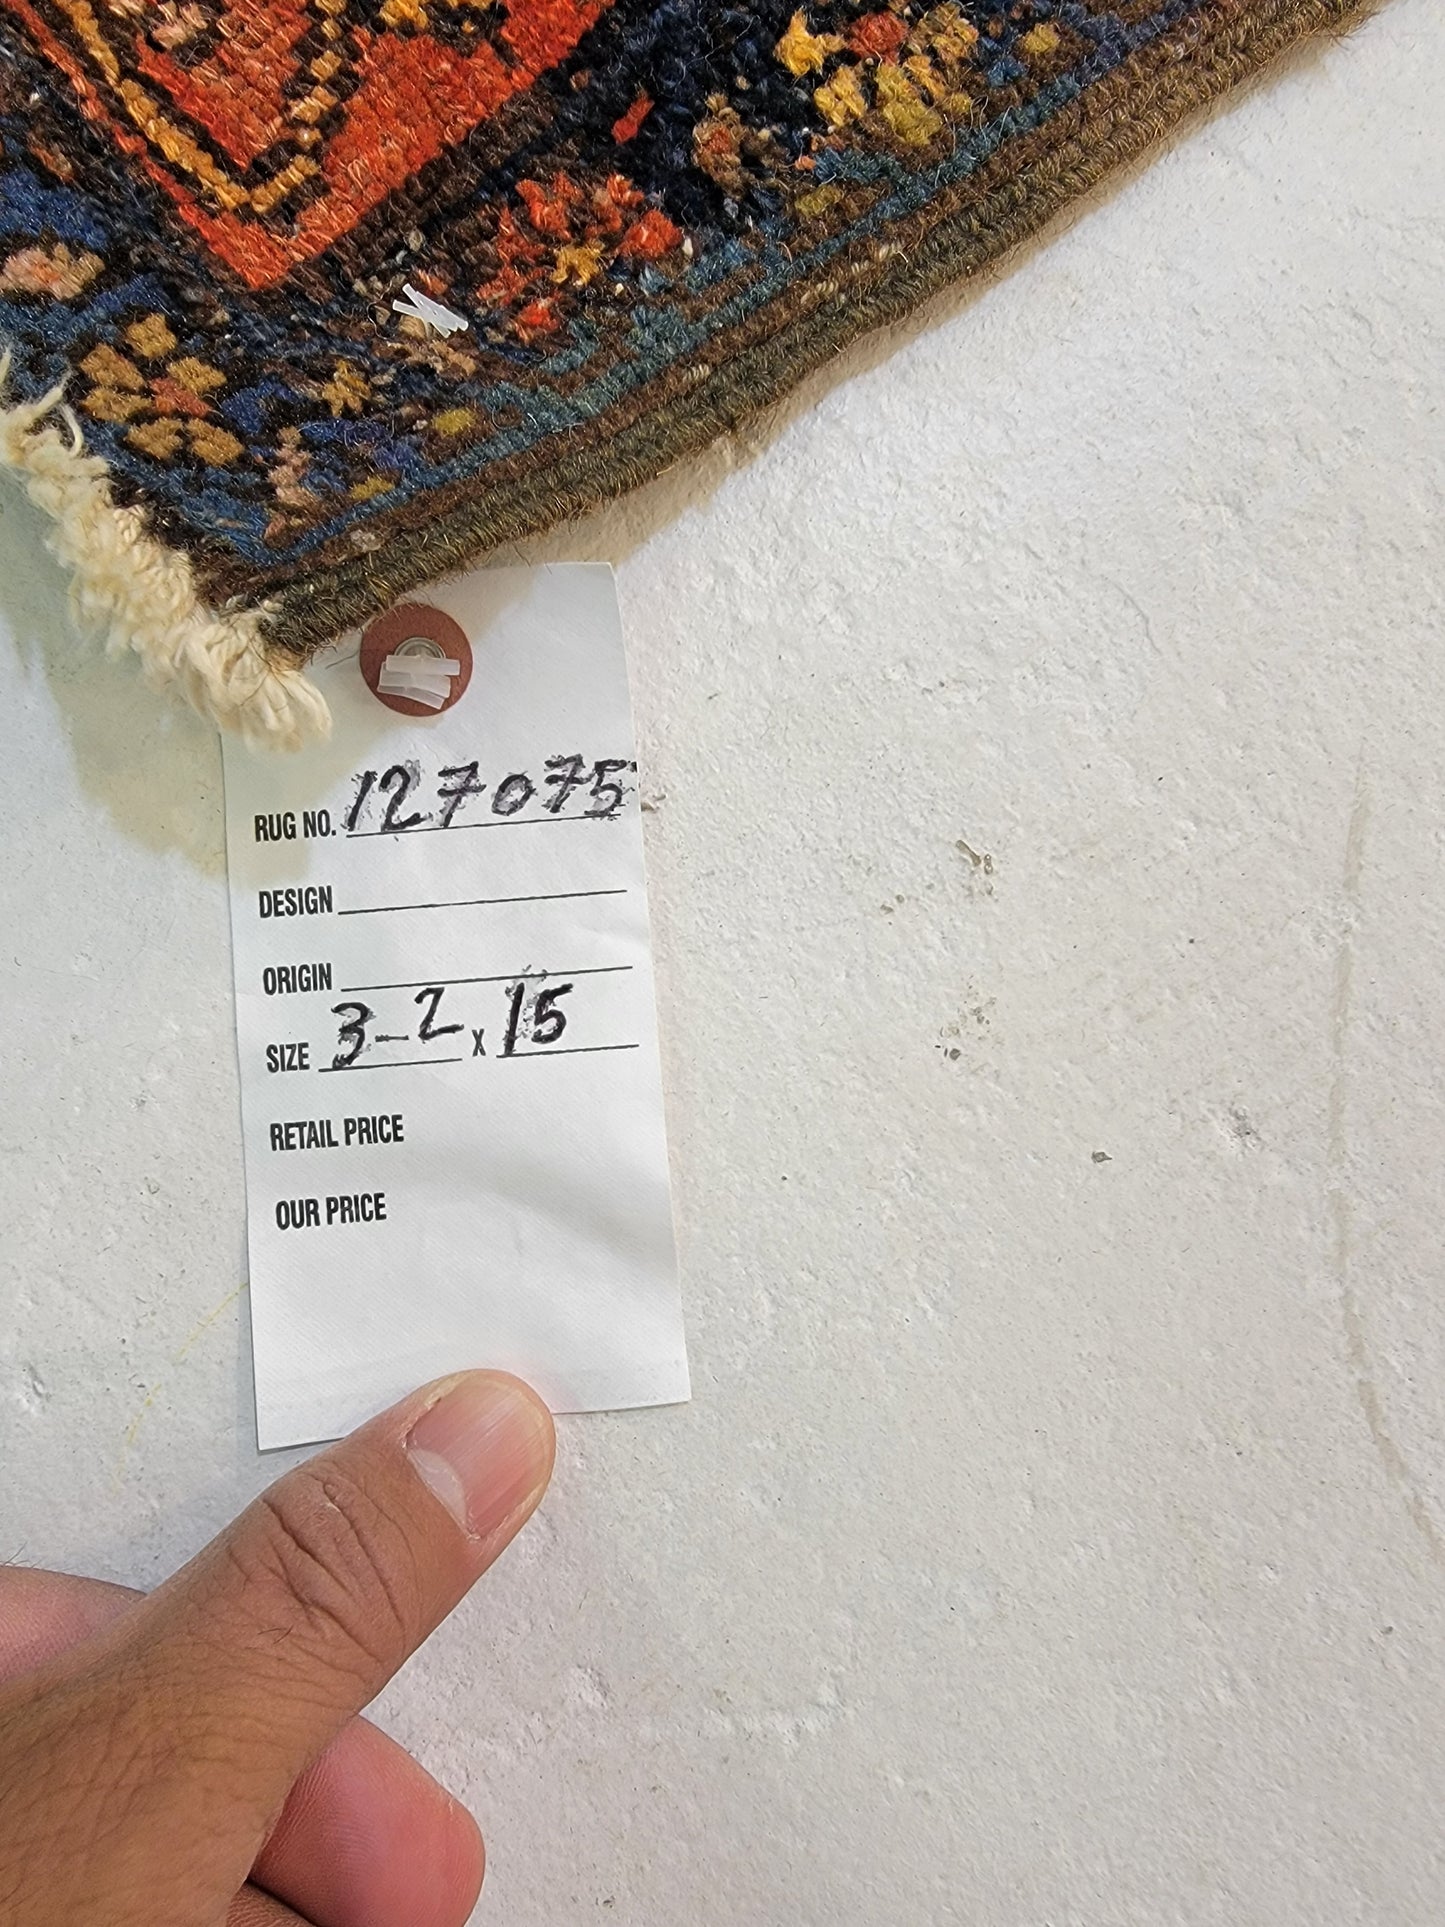 RUG NO. 127075
DESIGN
ORIGIN
SIZE 3-2 x 15
RETAIL PRICE
OUR PRICE